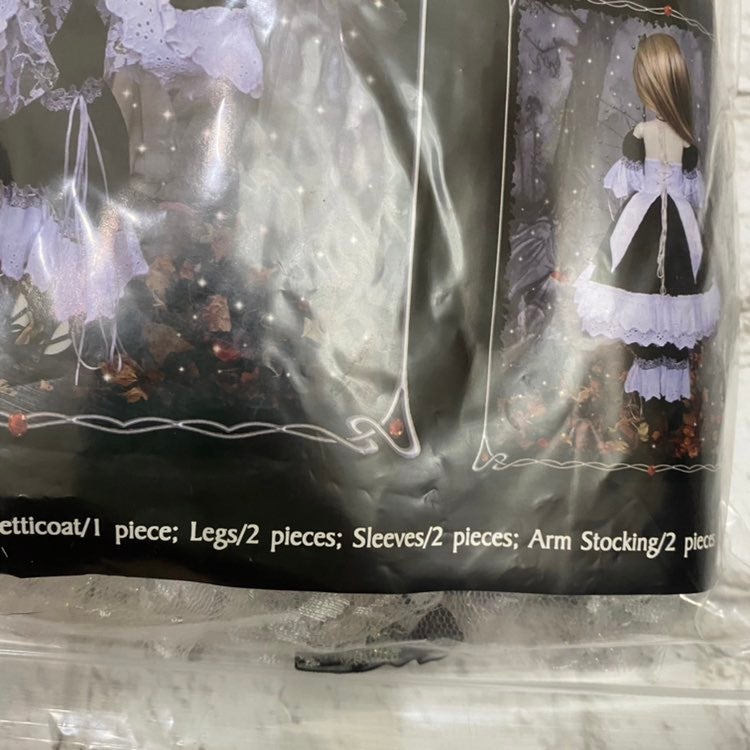 etticoat/1 piece; Legs/2 pieces; Sleeves/2 pieces; Arm Stocking/2 pieces